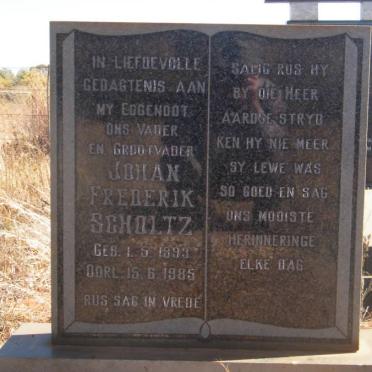 IN LIEFDEVOLLE
GEDAGTENIS AAN
MY EGGENOOT
ONS VADER
EN GROOTVADER
JOHAN
FREDERIK
SCHOLTZ
GEB. 1. 5. 1893
OORL. 15. 6. 1985
RUS SAG IN VREDE
SALIG RUS HY
BY DIE HEER
AARDSE STRYD
KEN HY NIE MEER
SY LEWE WAS
SO GOED EN SAG
ONS MOOISTE
HERINNERINGE
ELKE DAG